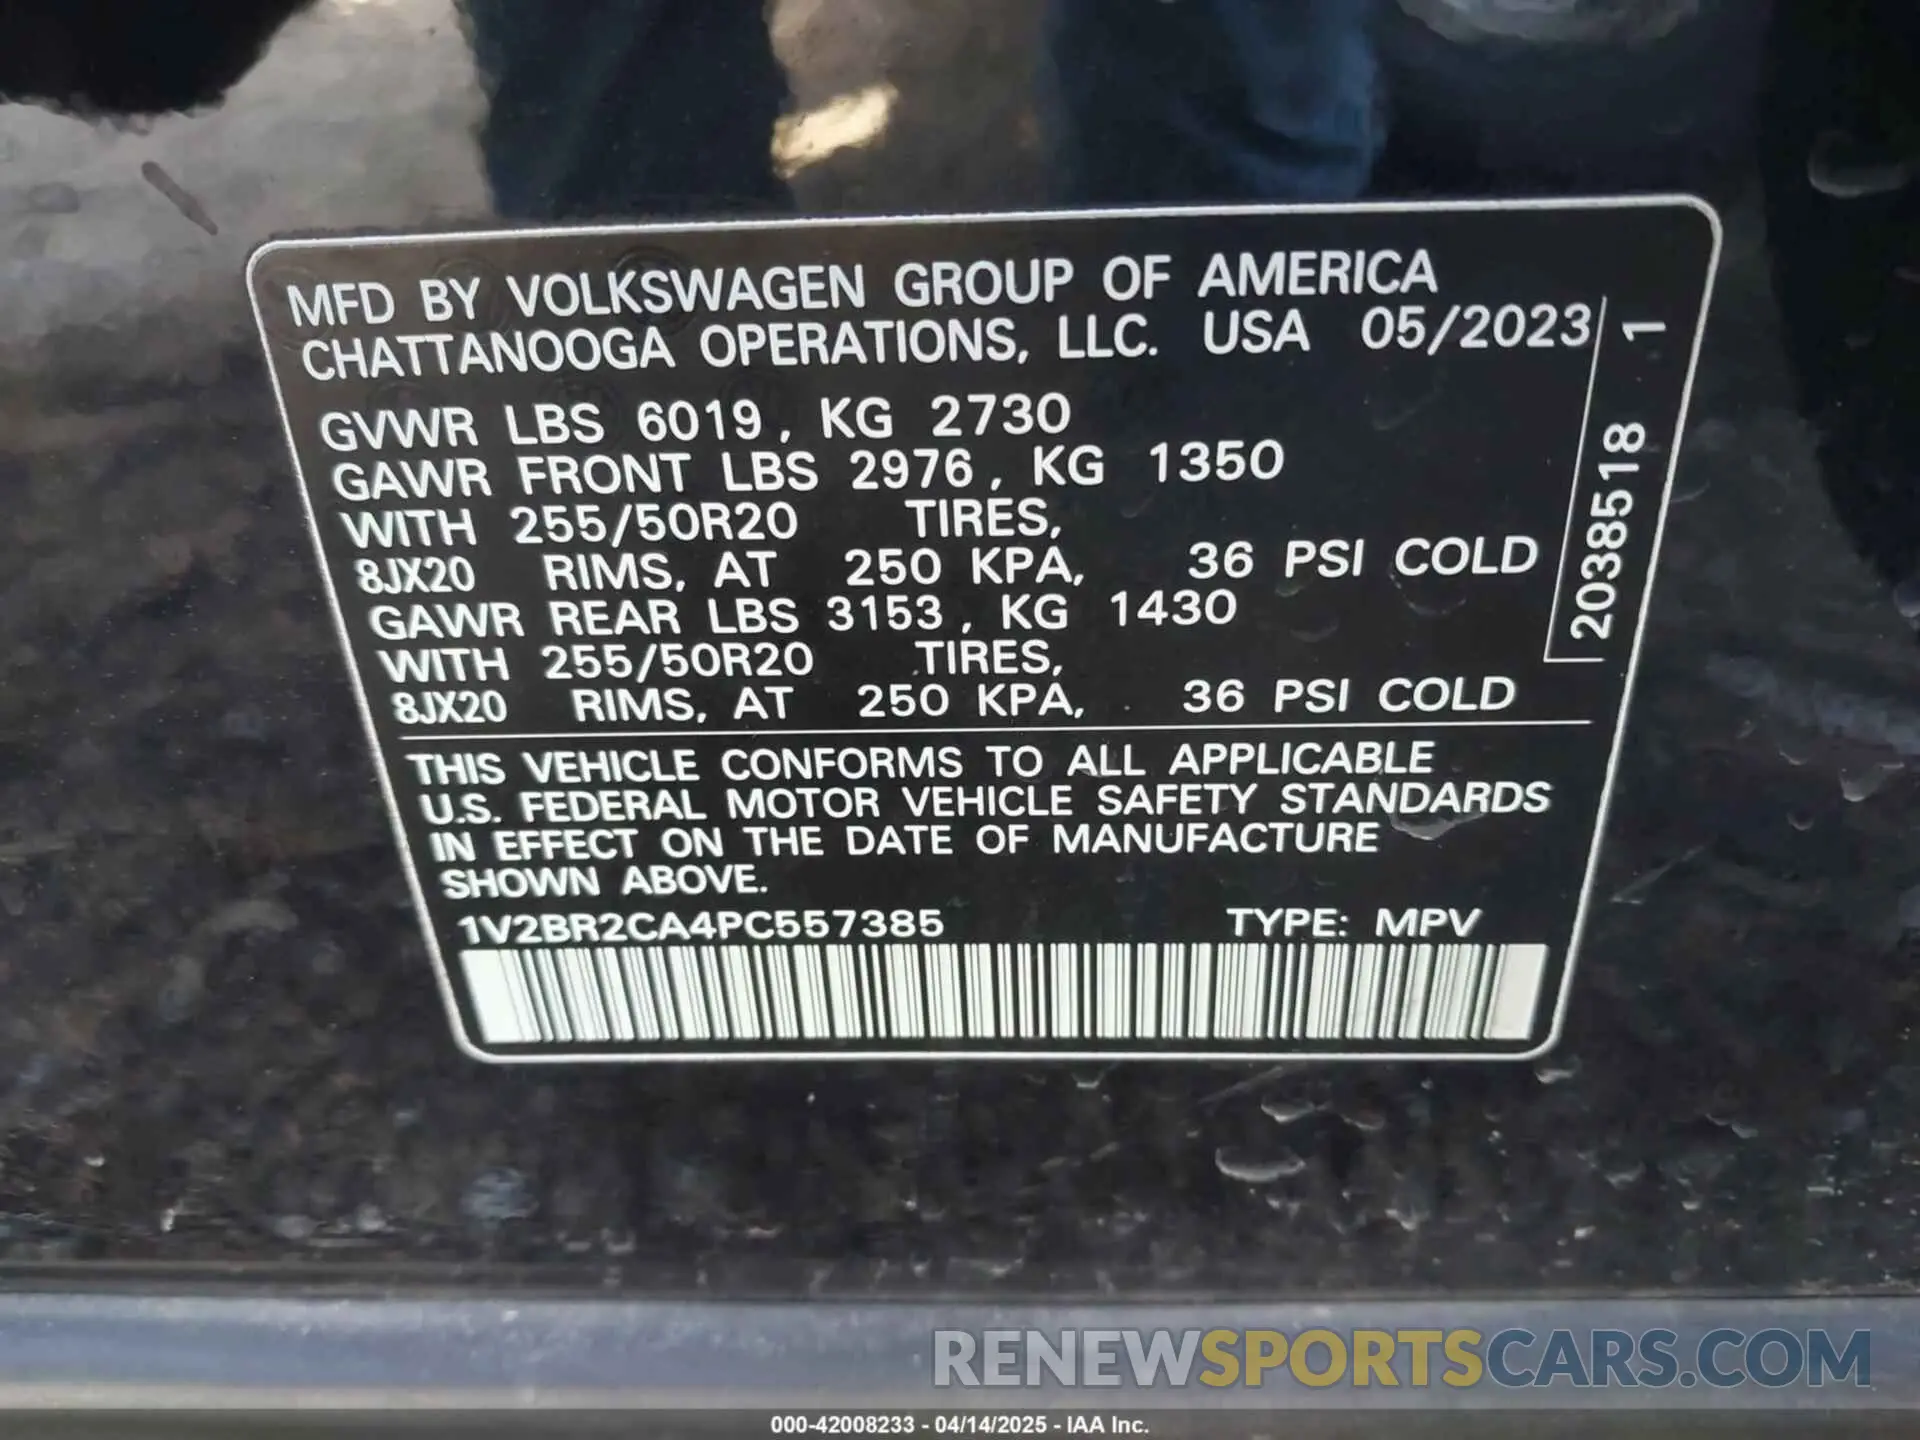 MFD BY VOLKSWAGEN GROUP OF AMERICA
CHATTANOOGA OPERATIONS, LLC. USA 05/2023
GVWR LBS 6019, KG 2730
GAWR FRONT LBS 2976, KG 1350
WITH 255/50R20 TIRES,
8JX20 RIMS, AT 250 KPA, 36 PSI COLD
GAWR REAR LBS 3153, KG 1430
WITH 255/50R20 TIRES,
8JX20 RIMS, AT 250 KPA, 36 PSI COLD
2038518 1
THIS VEHICLE CONFORMS TO ALL APPLICABLE
U.S. FEDERAL MOTOR VEHICLE SAFETY STANDARDS
IN EFFECT ON THE DATE OF MANUFACTURE
SHOWN ABOVE.
1V2BR2CA4PC557385 TYPE: MPV
RENEWSPORTSCARS.COM
000-42008233 - 04/14/2025 - IAA Inc.